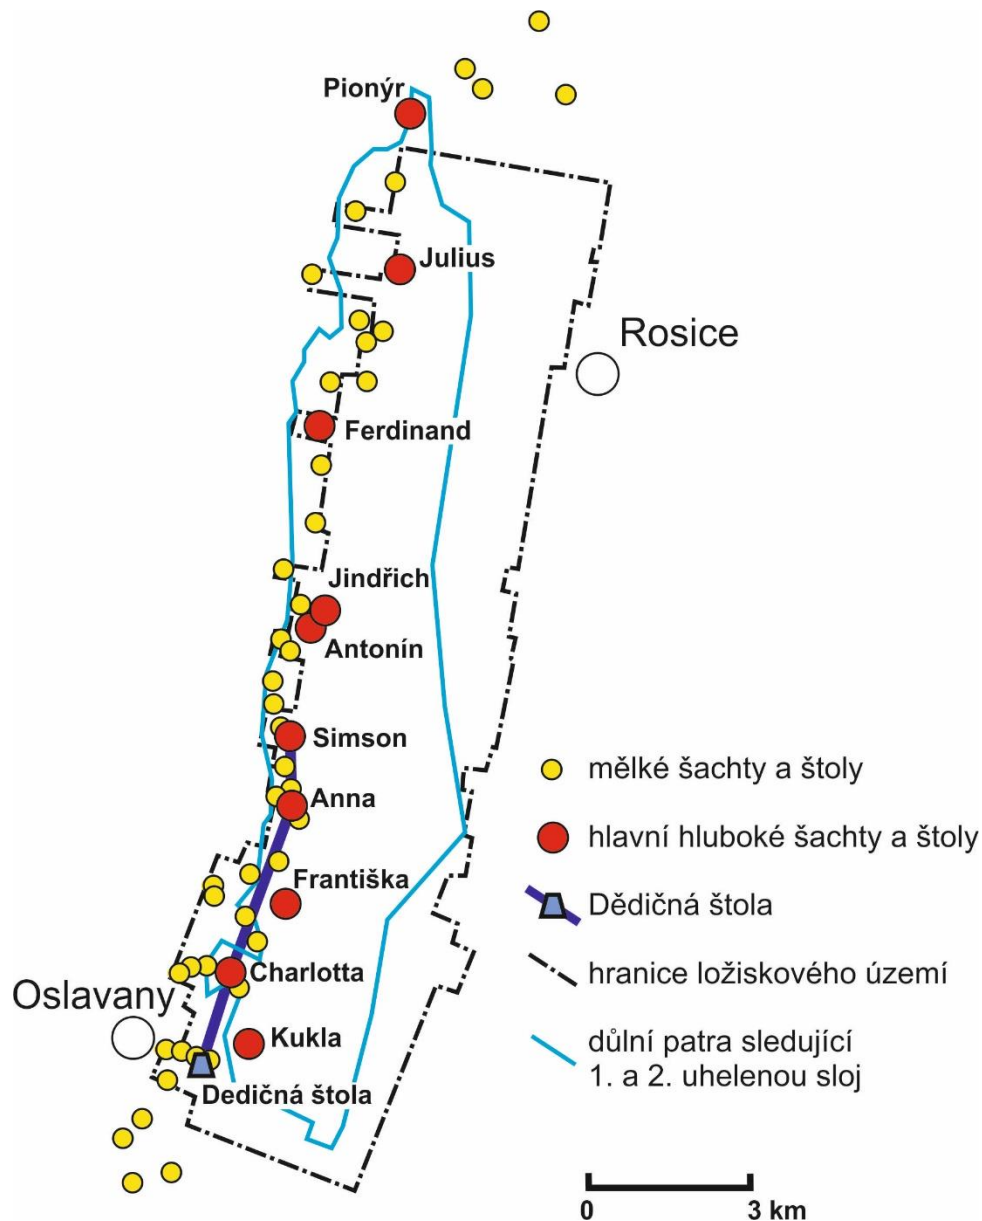 Pionýr
Julius
Rosice
Ferdinand
Jindřich
Antonín
Simson
Anna
Františka
Charlotta
Oslavany
Kukla
Dedičná štola
mělké šachty a štoly
hlavní hluboké šachty a štoly
Dědičná štola
hranice ložiskového území
důlní patra sledující
1. a 2. uhelenou sloj
0 3 km